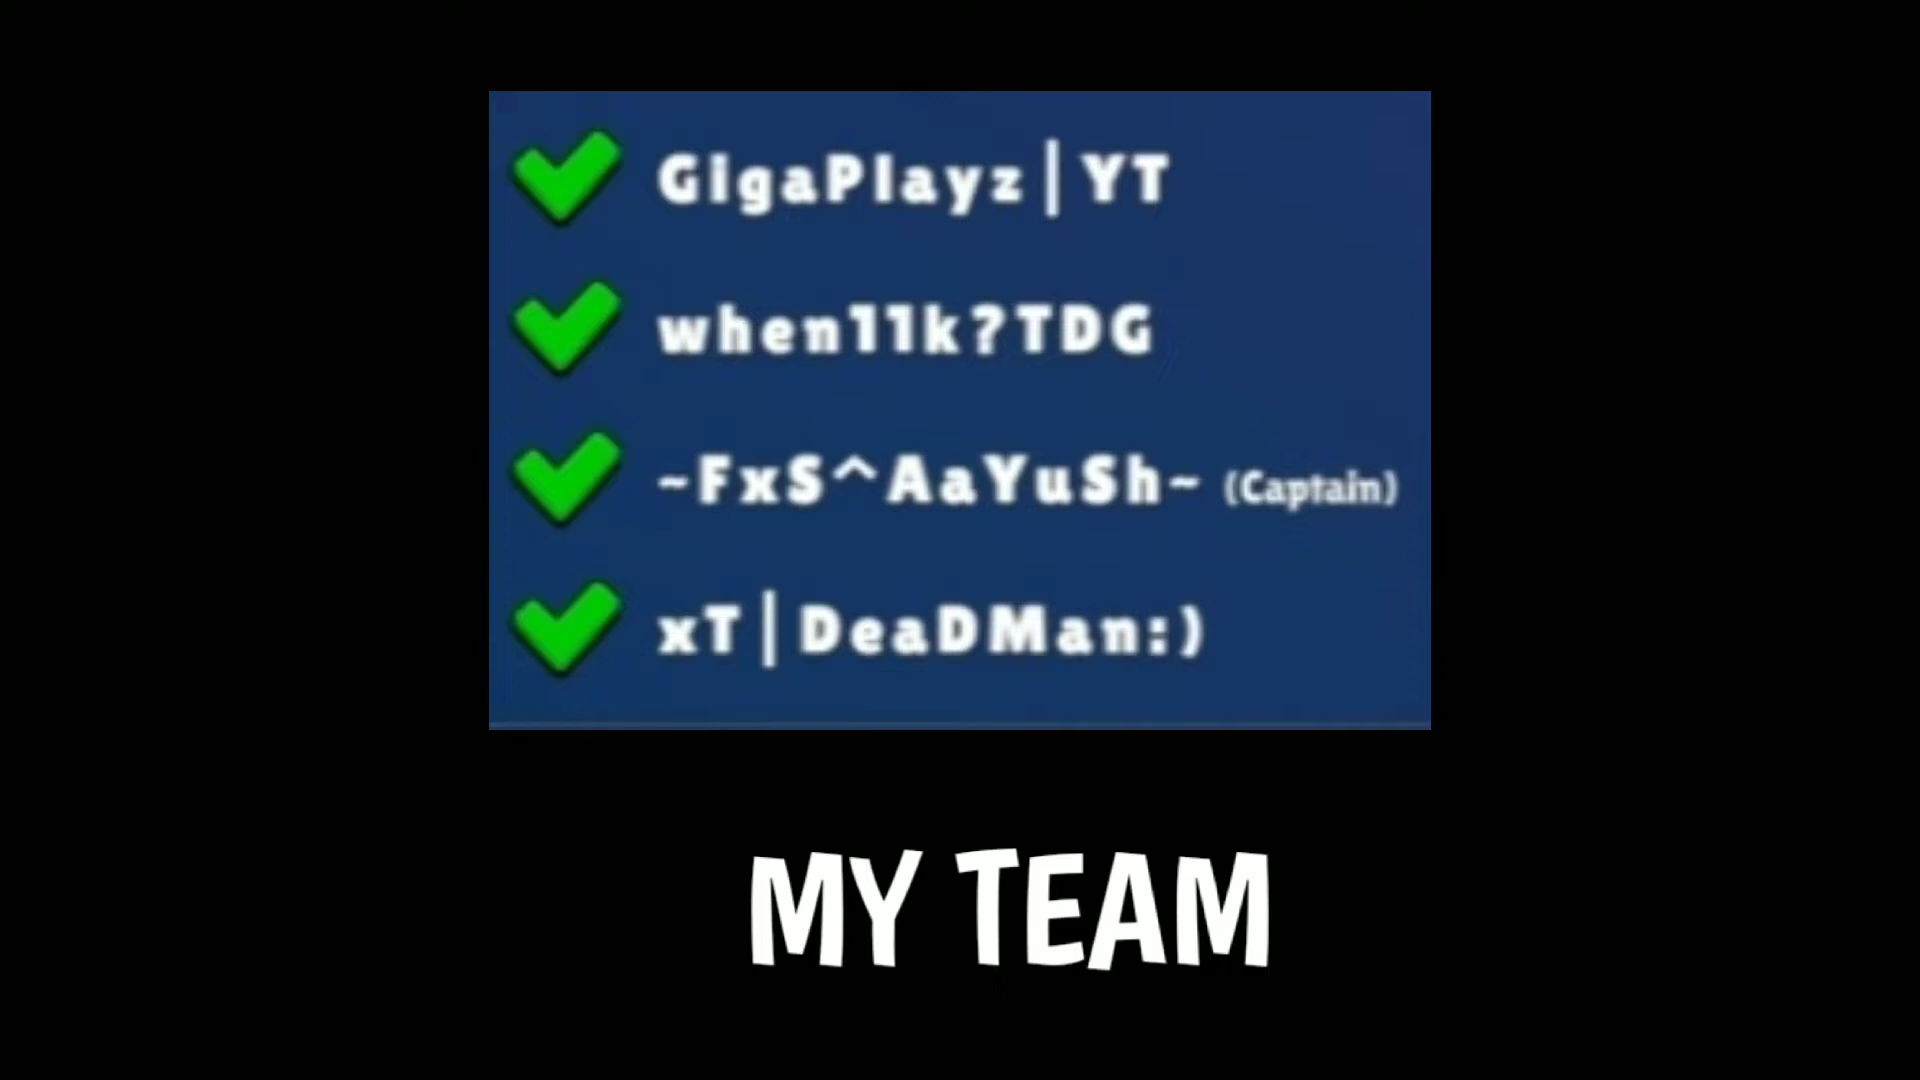 GigaPlayz|YT
when11k?TDG
~FxS^AaYuSh~ (Captain)
xT|DeaDMan:)
MY TEAM